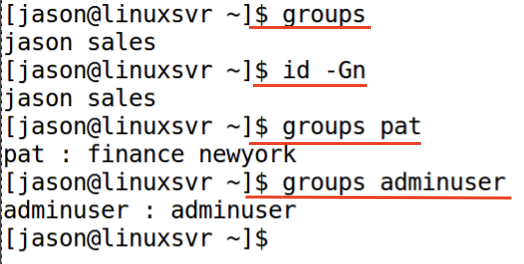 [jason@linuxsvr ~]$ groups
jason sales
[jason@linuxsvr ~]$ id -Gn
jason sales
[jason@linuxsvr ~]$ groups pat
pat : finance newyork
[jason@linuxsvr ~]$ groups adminuser
adminuser : adminuser
[jason@linuxsvr ~]$